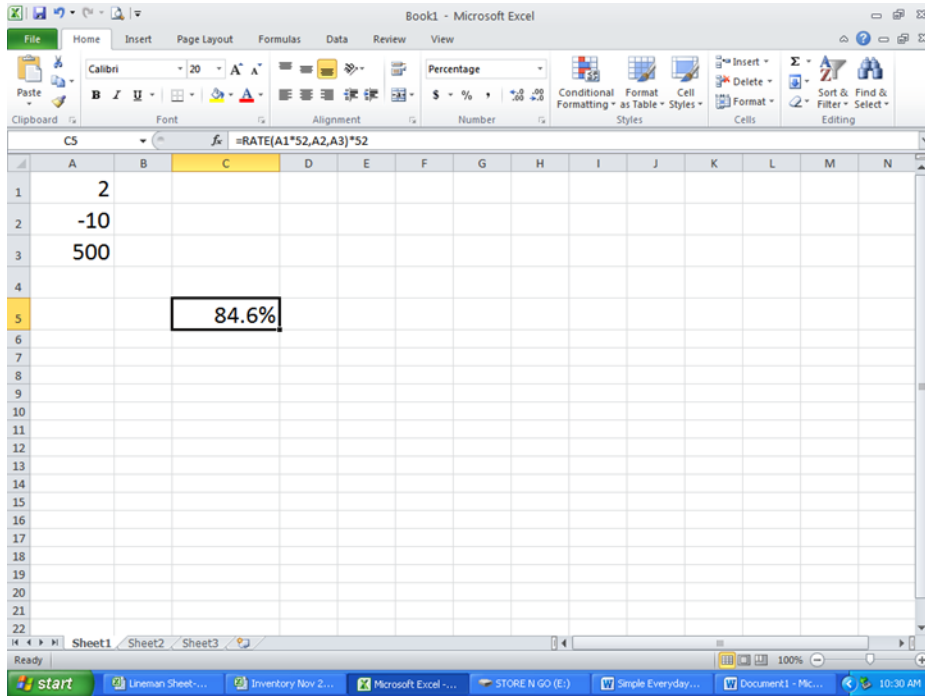 Book1 - Microsoft Excel
File Home Insert Page Layout Formulas Data Review View
Paste
Calibri 20 A A
B I U A
Percentage
$ % , .0 .00 .00 .0
Conditional Formatting
Format as Table
Cell Styles
Insert
Delete
Format
Σ
Sort & Filter
Find & Select
Clipboard Font Alignment Number Styles Cells Editing
C5 fx =RATE(A1*52,A2,A3)*52
A B C D E F G H I J K L M N
1 2
2 -10
3 500
4
5 84.6%
6
7
8
9
10
11
12
13
14
15
16
17
18
19
20
21
22
Sheet1 Sheet2 Sheet3
Ready 100%
start Lineman Sheet-... Inventory Nov 2... Microsoft Excel -... STORE N GO (E:) Simple Everyday... Document1 - Mic... 10:30 AM